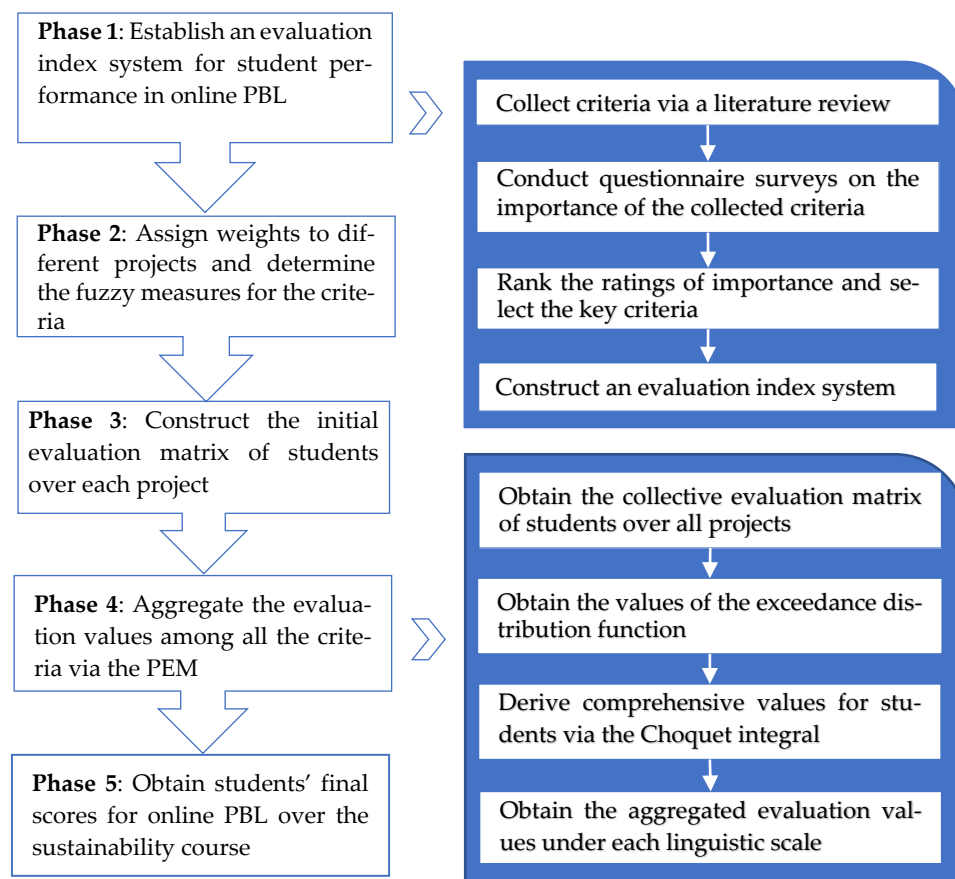 Phase 1: Establish an evaluation
index system for student per-
formance in online PBL
Phase 2: Assign weights to dif-
ferent projects and determine
the fuzzy measures for the crite-
ria
Phase 3: Construct the initial
evaluation matrix of students
over each project
Phase 4: Aggregate the evalua-
tion values among all the crite-
ria via the PEM
Phase 5: Obtain students’ final
scores for online PBL over the
sustainability course
Collect criteria via a literature review
Conduct questionnaire surveys on the
importance of the collected criteria
Rank the ratings of importance and se-
lect the key criteria
Construct an evaluation index system
Obtain the collective evaluation matrix
of students over all projects
Obtain the values of the exceedance dis-
tribution function
Derive comprehensive values for stu-
dents via the Choquet integral
Obtain the aggregated evaluation val-
ues under each linguistic scale